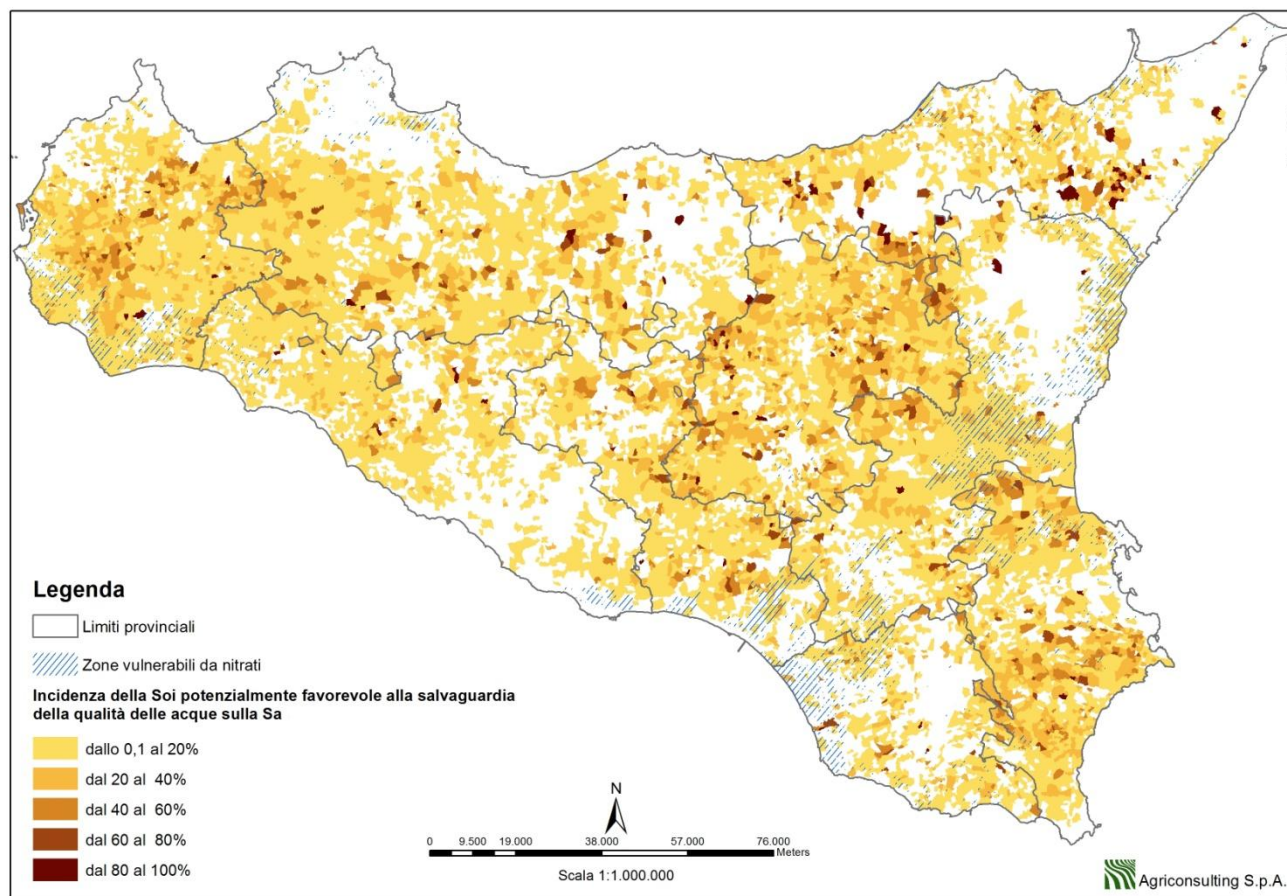 Legenda
Limiti provinciali
Zone vulnerabili da nitrati
Incidenza della Soi potenzialmente favorevole alla salvaguardia
della qualità delle acque sulla Sa
dallo 0,1 al 20%
dal 20 al 40%
dal 40 al 60%
dal 60 al 80%
dal 80 al 100%
N
0 9.500 19.000 38.000 57.000 76.000
Meters
Scala 1:1.000.000
Agriconsulting S.p.A.